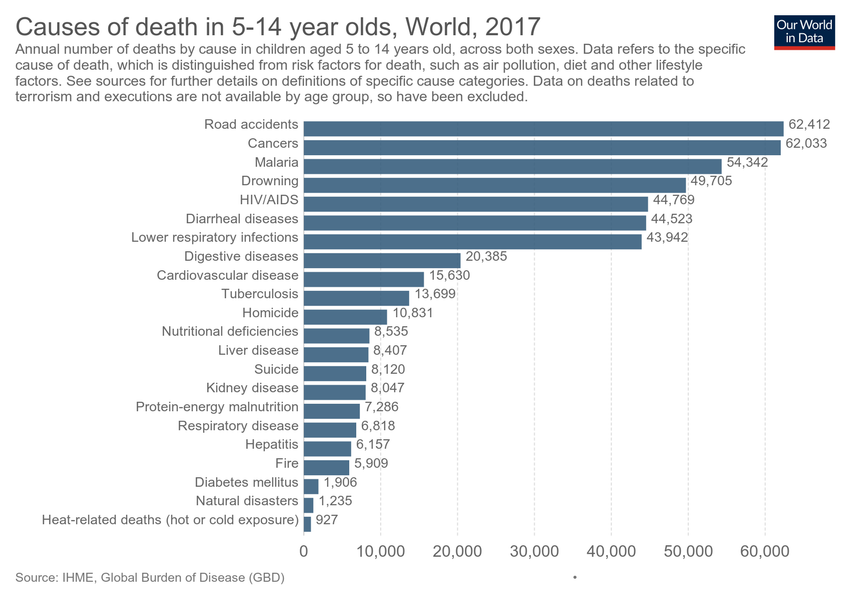 Causes of death in 5-14 year olds, World, 2017
Our World
in Data
Annual number of deaths by cause in children aged 5 to 14 years old, across both sexes. Data refers to the specific
cause of death, which is distinguished from risk factors for death, such as air pollution, diet and other lifestyle
factors. See sources for further details on definitions of specific cause categories. Data on deaths related to
terrorism and executions are not available by age group, so have been excluded.
Road accidents 62,412
Cancers 62,033
Malaria 54,342
Drowning 49,705
HIV/AIDS 44,769
Diarrheal diseases 44,523
Lower respiratory infections 43,942
Digestive diseases 20,385
Cardiovascular disease 15,630
Tuberculosis 13,699
Homicide 10,831
Nutritional deficiencies 8,535
Liver disease 8,407
Suicide 8,120
Kidney disease 8,047
Protein-energy malnutrition 7,286
Respiratory disease 6,818
Hepatitis 6,157
Fire 5,909
Diabetes mellitus 1,906
Natural disasters 1,235
Heat-related deaths (hot or cold exposure) 927
0 10,000 20,000 30,000 40,000 50,000 60,000
Source: IHME, Global Burden of Disease (GBD) •